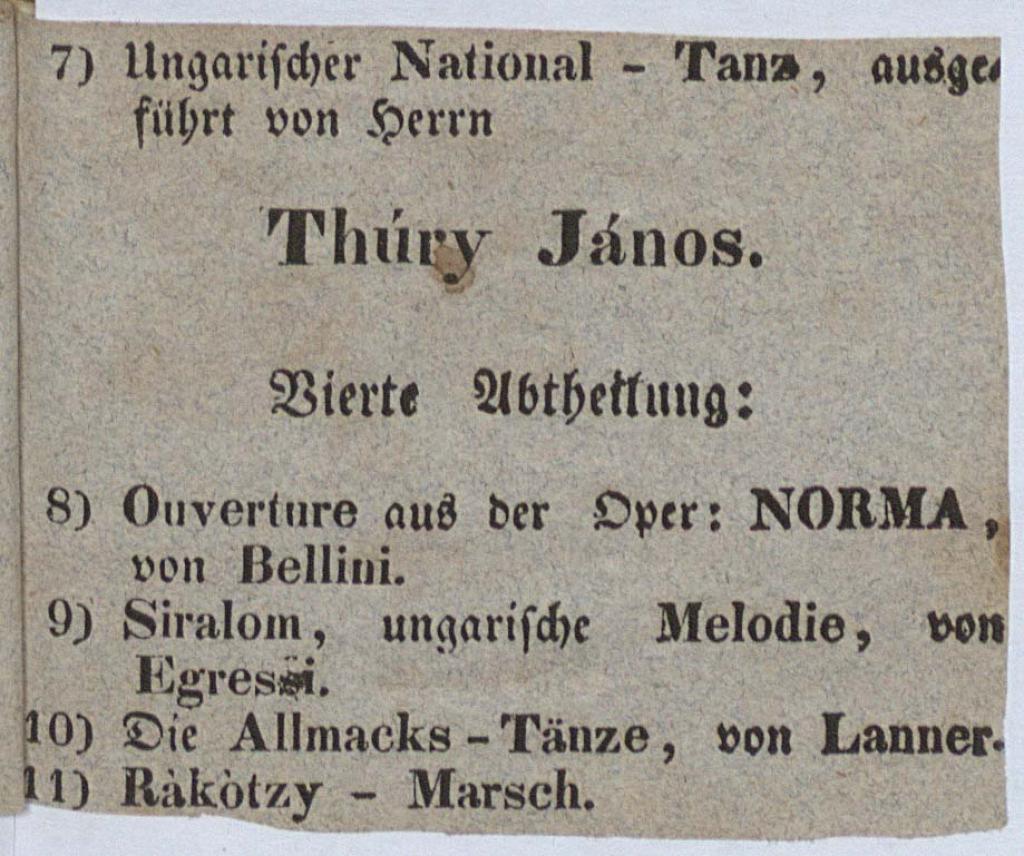 7) Ungarischer National - Tanz, ausge-
führt von Herrn
Thúry János.
Vierte Abtheilung:
8) Ouverture aus der Oper: NORMA,
von Bellini.
9) Siralom, ungarische Melodie, von
Egressi.
10) Die Allmacks - Tänze, von Lanner.
11) Ràkòtzy - Marsch.